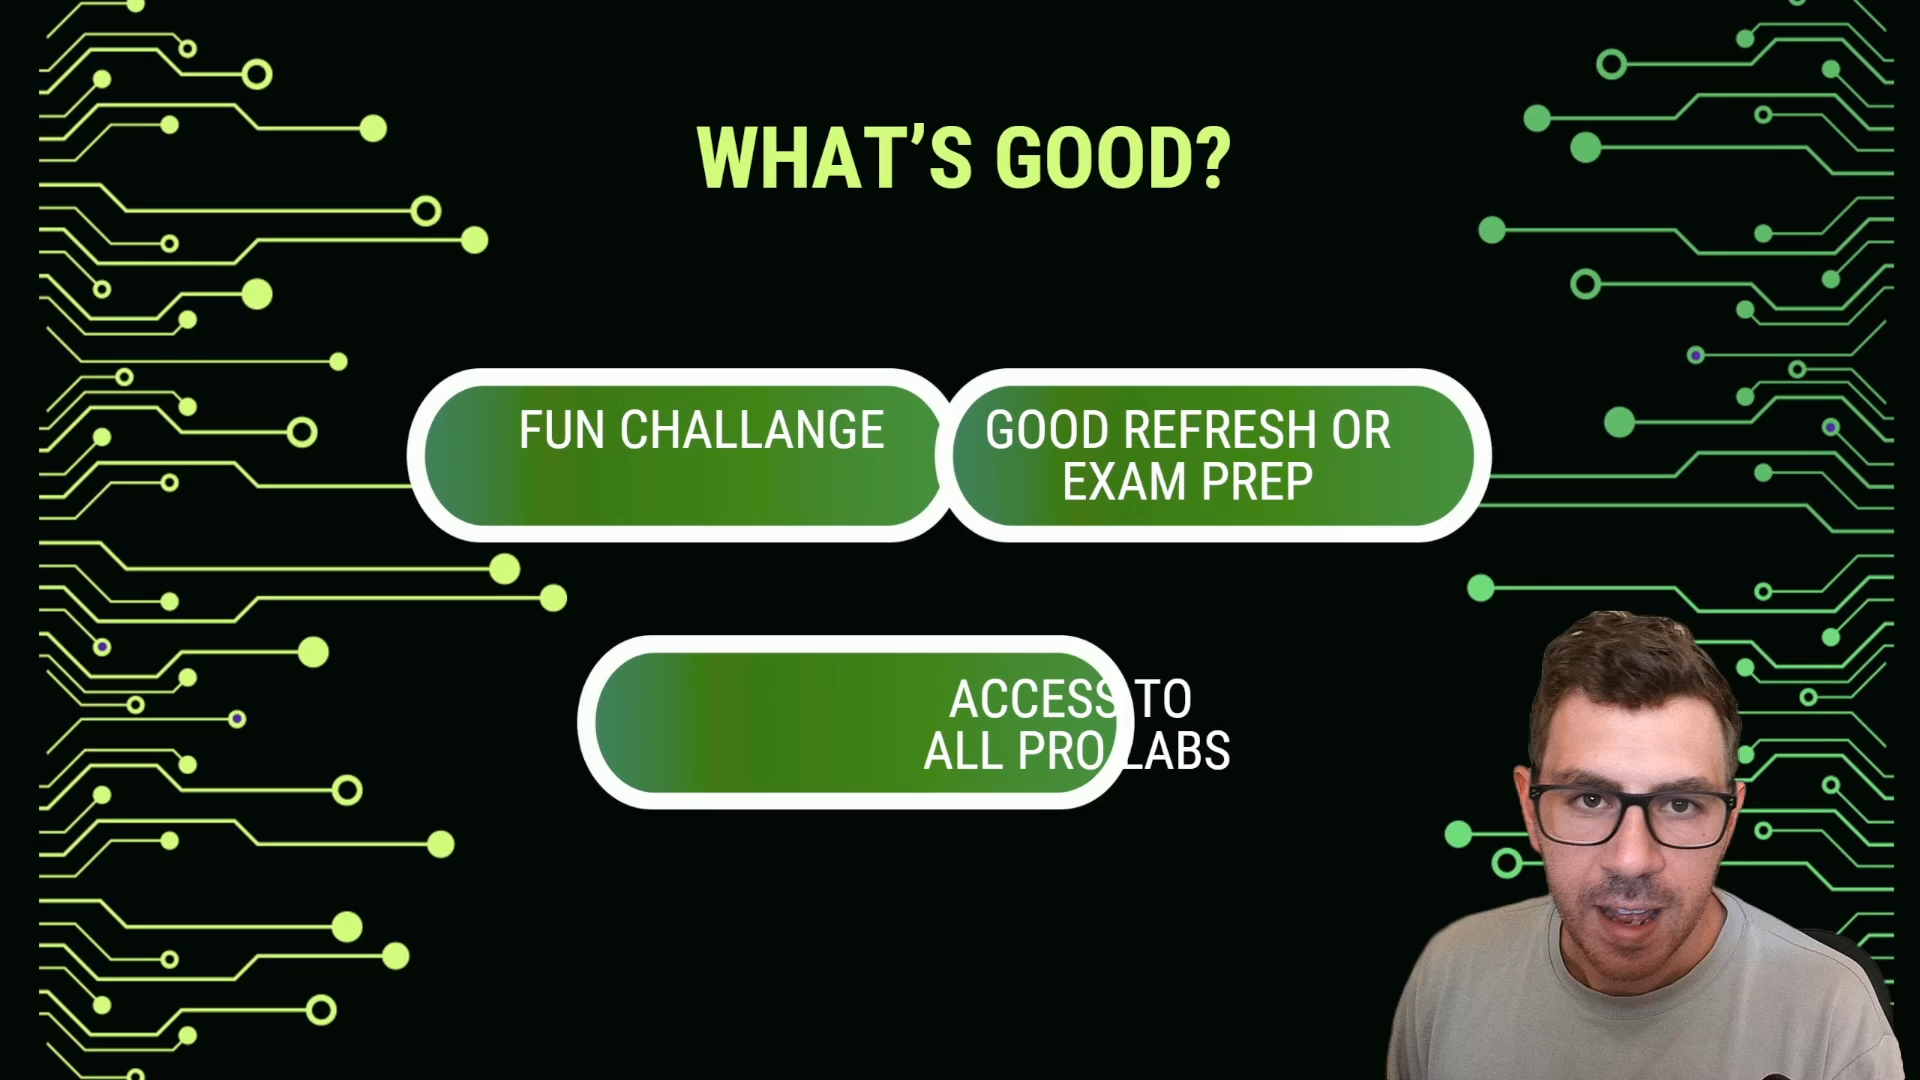 WHAT’S GOOD?
FUN CHALLANGE
GOOD REFRESH OR
EXAM PREP
ACCESS TO
ALL PRO LABS